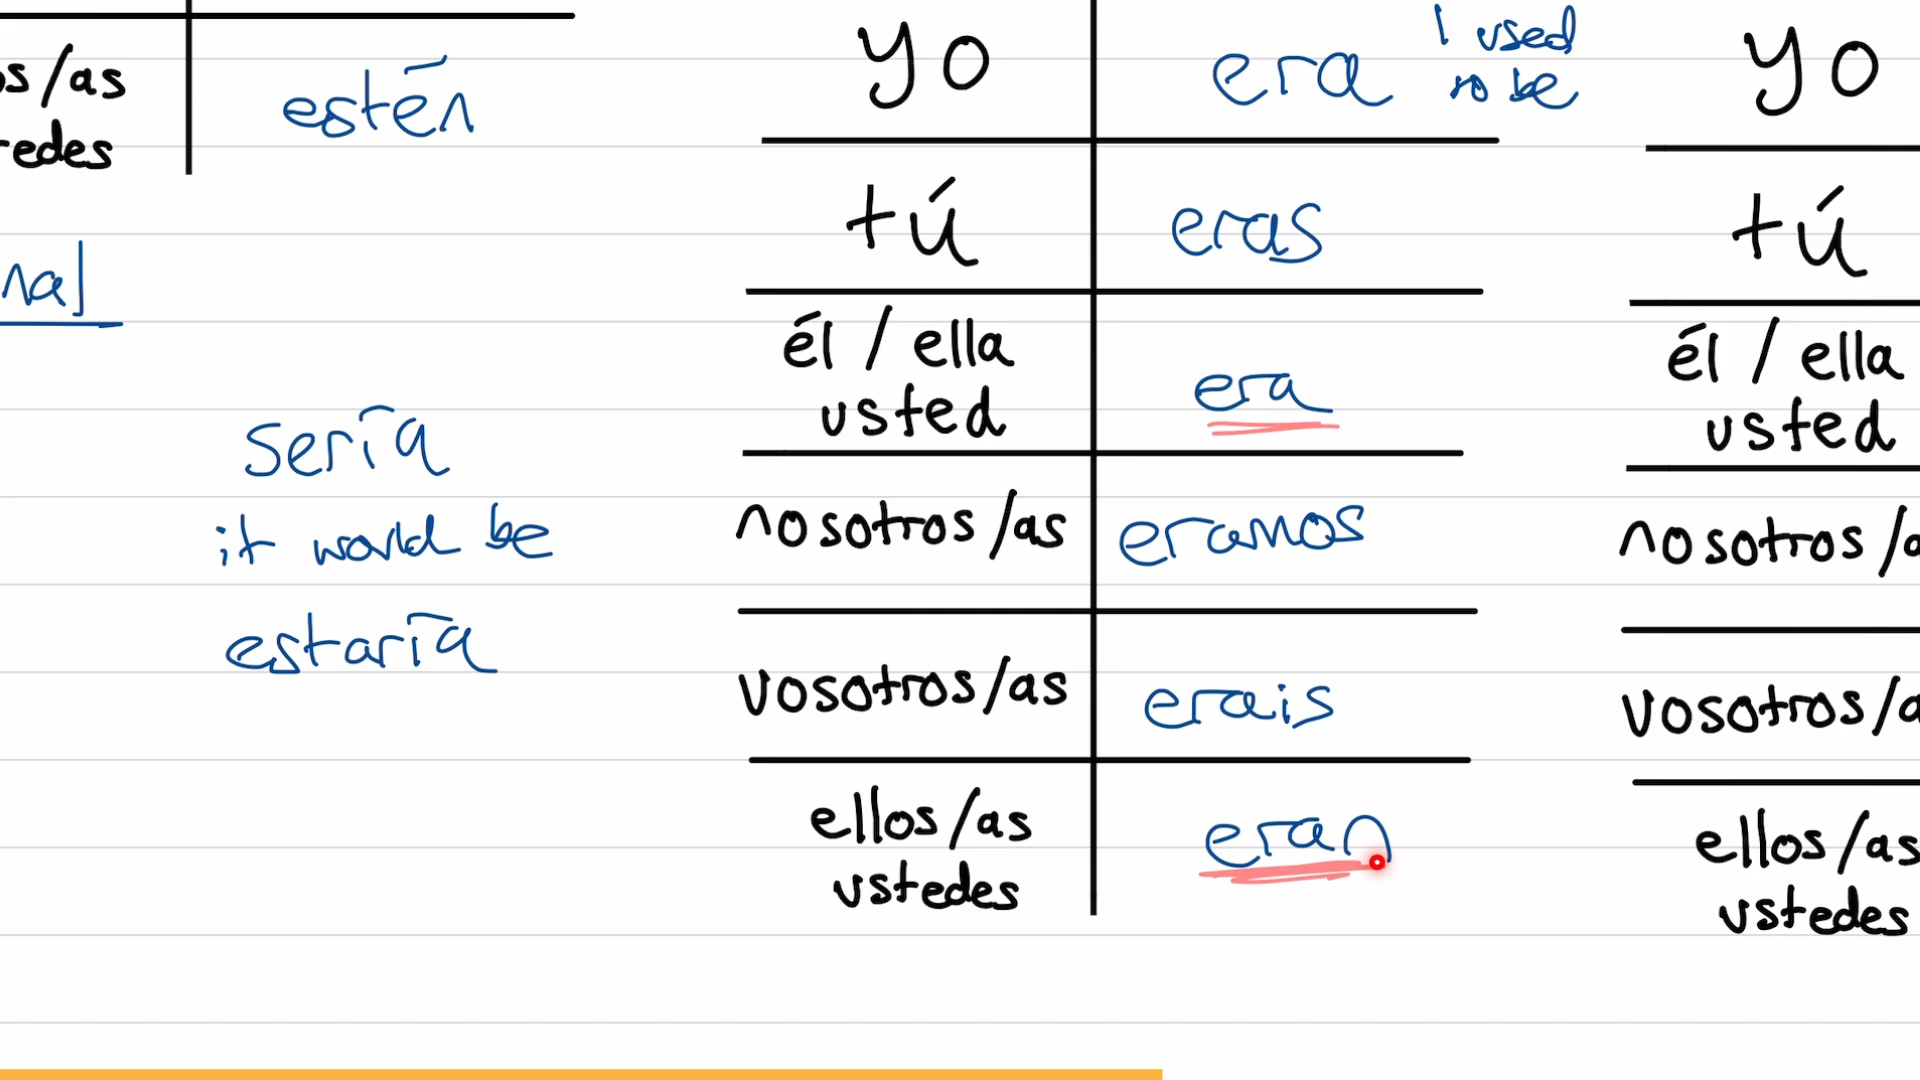 s/as estén
redes
nal
sería
it would be
estaría
yo era I used
to be
tú eras
él / ella
usted era
nosotros/as eramos
vosotros/as erais
ellos/as
ustedes eran
yo
tú
él / ella
usted
nosotros/a
vosotros/a
ellos/as
ustedes